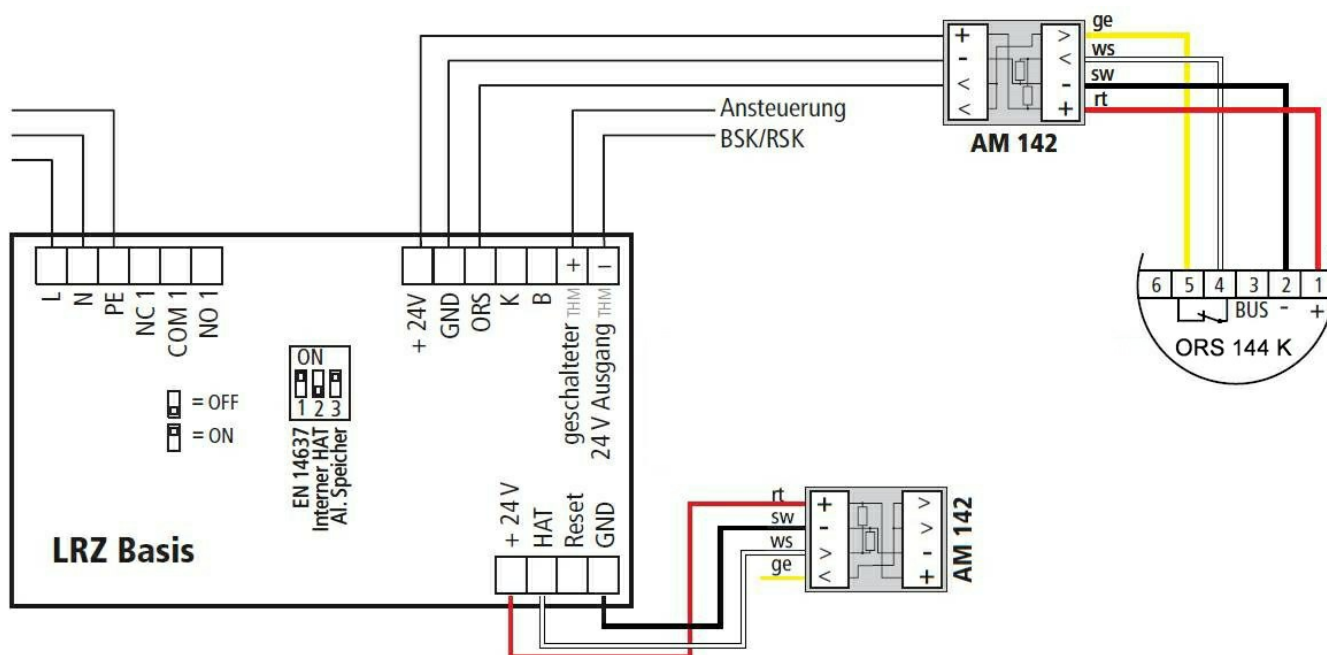 ge
ws
sw
rt
+
-
<
<
>
<
-
+
AM 142
Ansteuerung
BSK/RSK
L
N
PE
NC 1
COM 1
NO 1
+ 24V
GND
ORS
K
B
+
–
THM
THM
geschalteter
24 V Ausgang
6 5 4 3 2 1
BUS - +
ORS 144 K
ON
1 2 3
= OFF
= ON
EN 14637
Interner HAT
Al. Speicher
LRZ Basis
+ 24 V
HAT
Reset
GND
rt
sw
ws
ge
+
-
>
<
>
>
-
+
AM 142